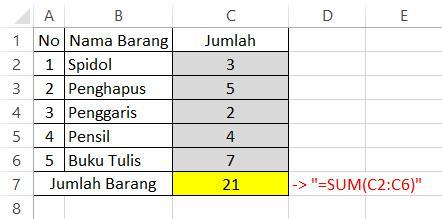 A B C D E
1 No Nama Barang Jumlah
2 1 Spidol 3
3 2 Penghapus 5
4 3 Penggaris 2
5 4 Pensil 4
6 5 Buku Tulis 7
7 Jumlah Barang 21 -> "=SUM(C2:C6)"
8